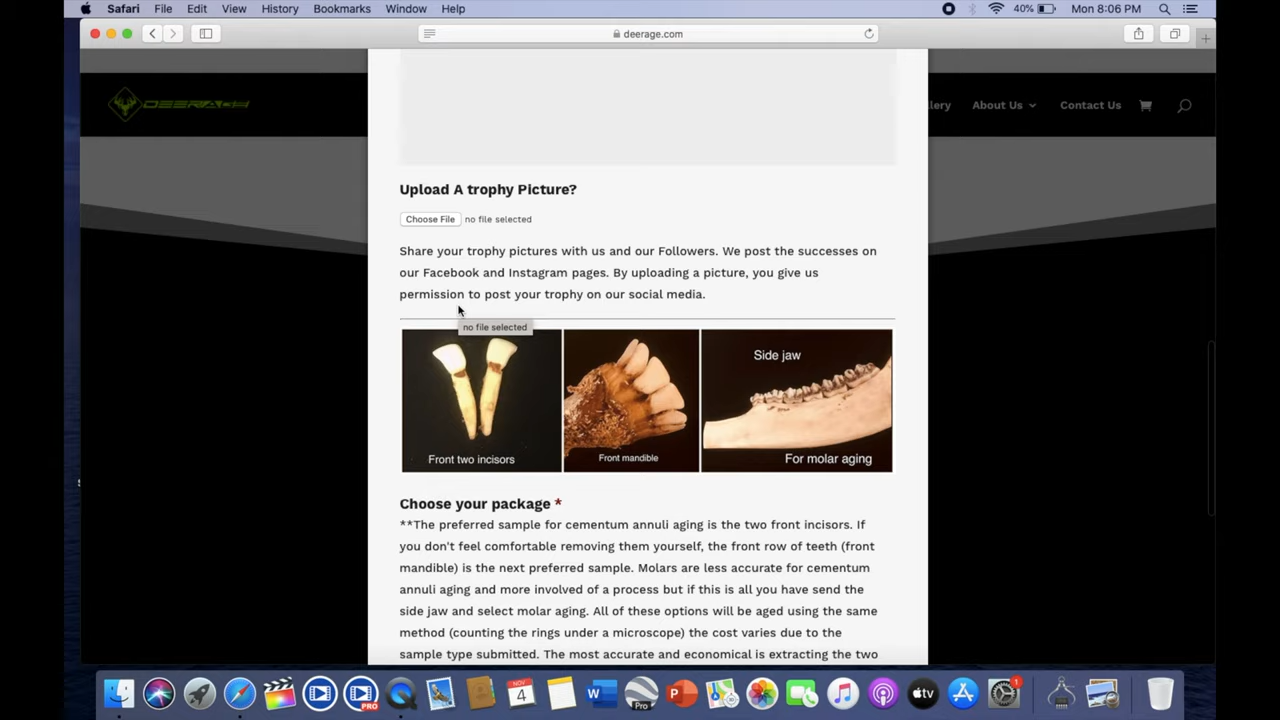 Safari File Edit View History Bookmarks Window Help 40% Mon 8:06 PM
deerage.com
DEERAGE
llery About Us Contact Us
Upload A trophy Picture?
Choose File no file selected
Share your trophy pictures with us and our Followers. We post the successes on
our Facebook and Instagram pages. By uploading a picture, you give us
permission to post your trophy on our social media.
no file selected
Side jaw
Front two incisors
Front mandible
For molar aging
Choose your package *
**The preferred sample for cementum annuli aging is the two front incisors. If
you don't feel comfortable removing them yourself, the front row of teeth (front
mandible) is the next preferred sample. Molars are less accurate for cementum
annuli aging and more involved of a process but if this is all you have send the
side jaw and select molar aging. All of these options will be aged using the same
method (counting the rings under a microscope) the cost varies due to the
sample type submitted. The most accurate and economical is extracting the two
PRO
NOV
4
W
Pro
P
tv
1